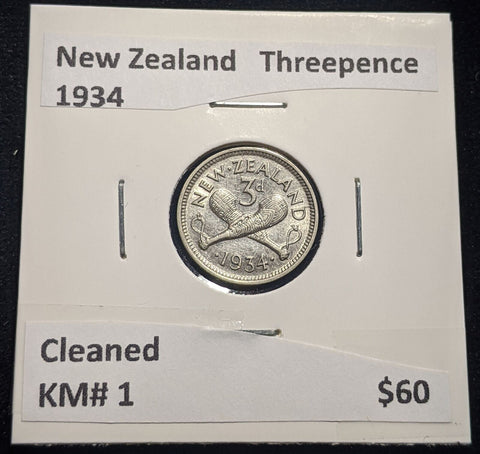 New Zealand Threepence
1934
NEW·ZEALAND
3d
·1934·
Cleaned
KM# 1 $60